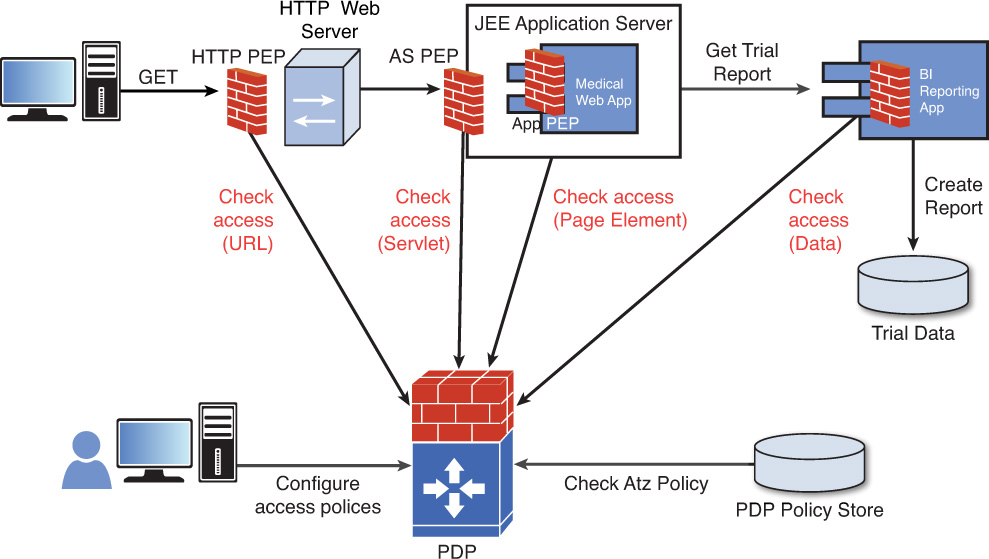 HTTP Web
Server
JEE Application Server
HTTP PEP
AS PEP
GET
Medical
Web App
App PEP
Get Trial
Report
BI
Reporting
App
Check
access
(URL)
Check
access
(Servlet)
Check access
(Page Element)
Check
access
(Data)
Create
Report
Trial Data
Configure
access polices
Check Atz Policy
PDP Policy Store
PDP